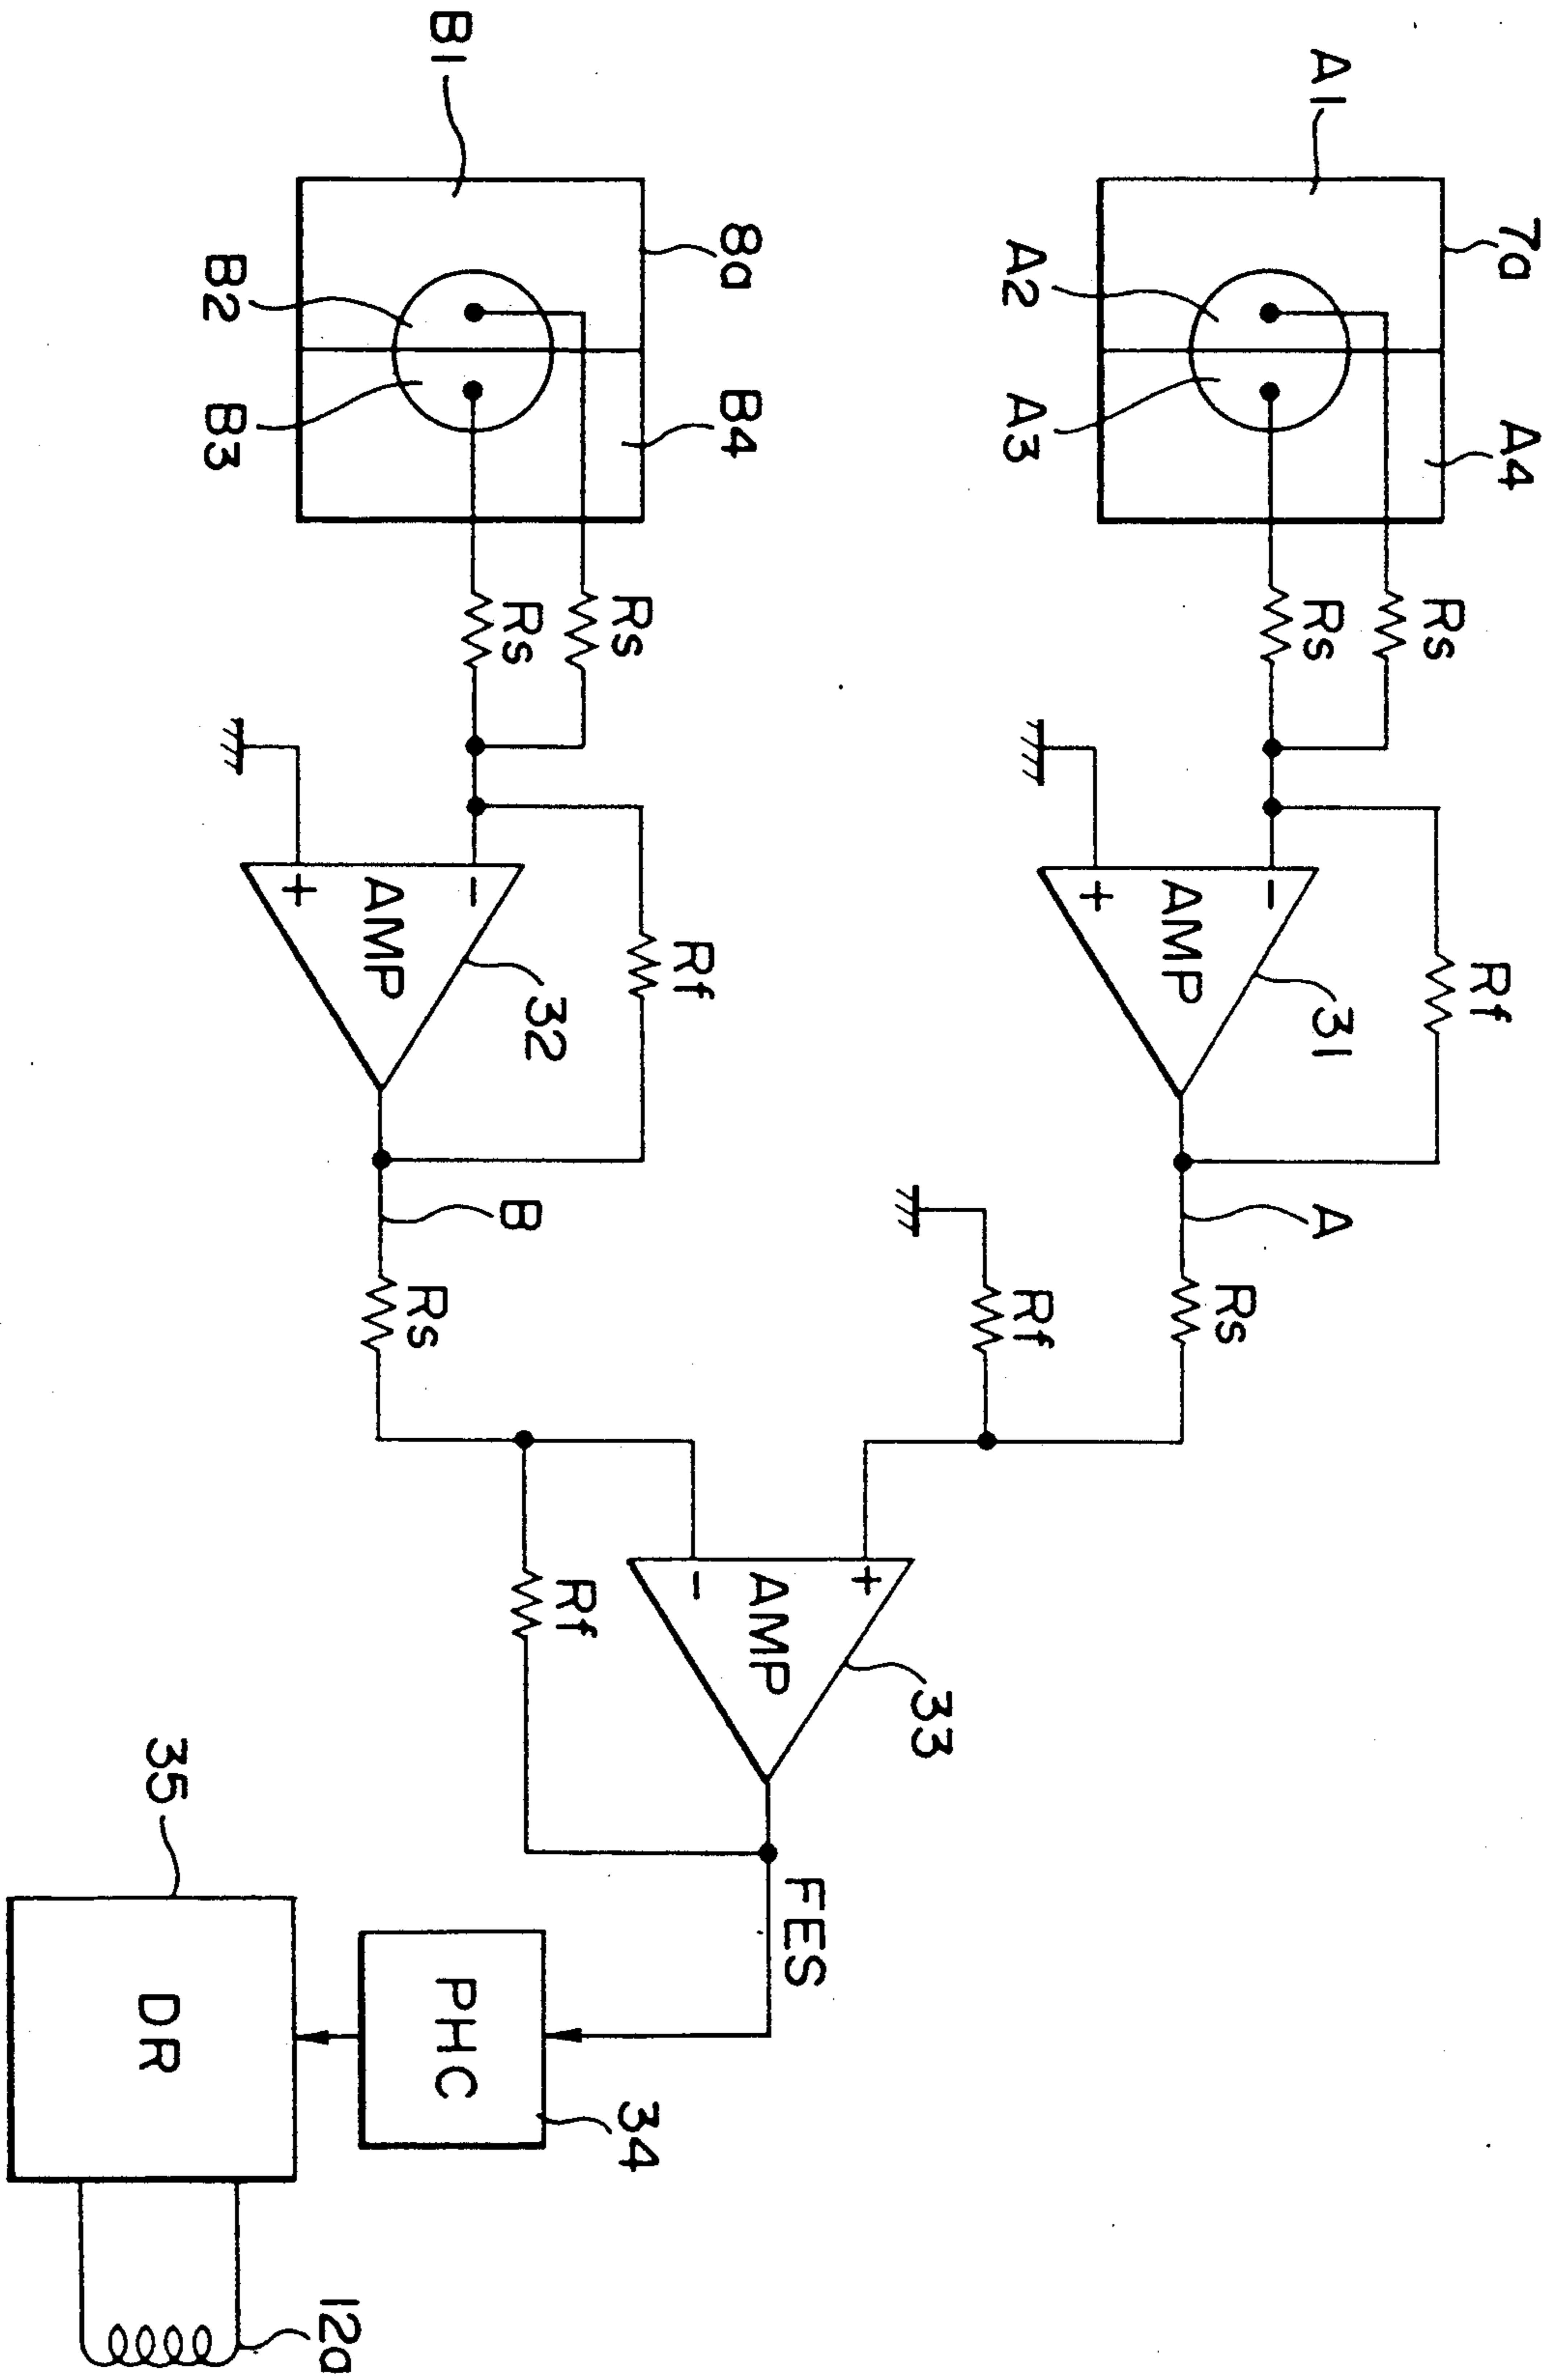 7a
A1
A2
A3
A4
Rs
Rs
Rf
AMP
-
+
31
A
Rs
Rf
8a
B1
B2
B3
B4
Rs
Rs
Rf
AMP
-
+
32
B
Rs
+
AMP
-
33
Rf
FES
PHC
34
DR
35
12a